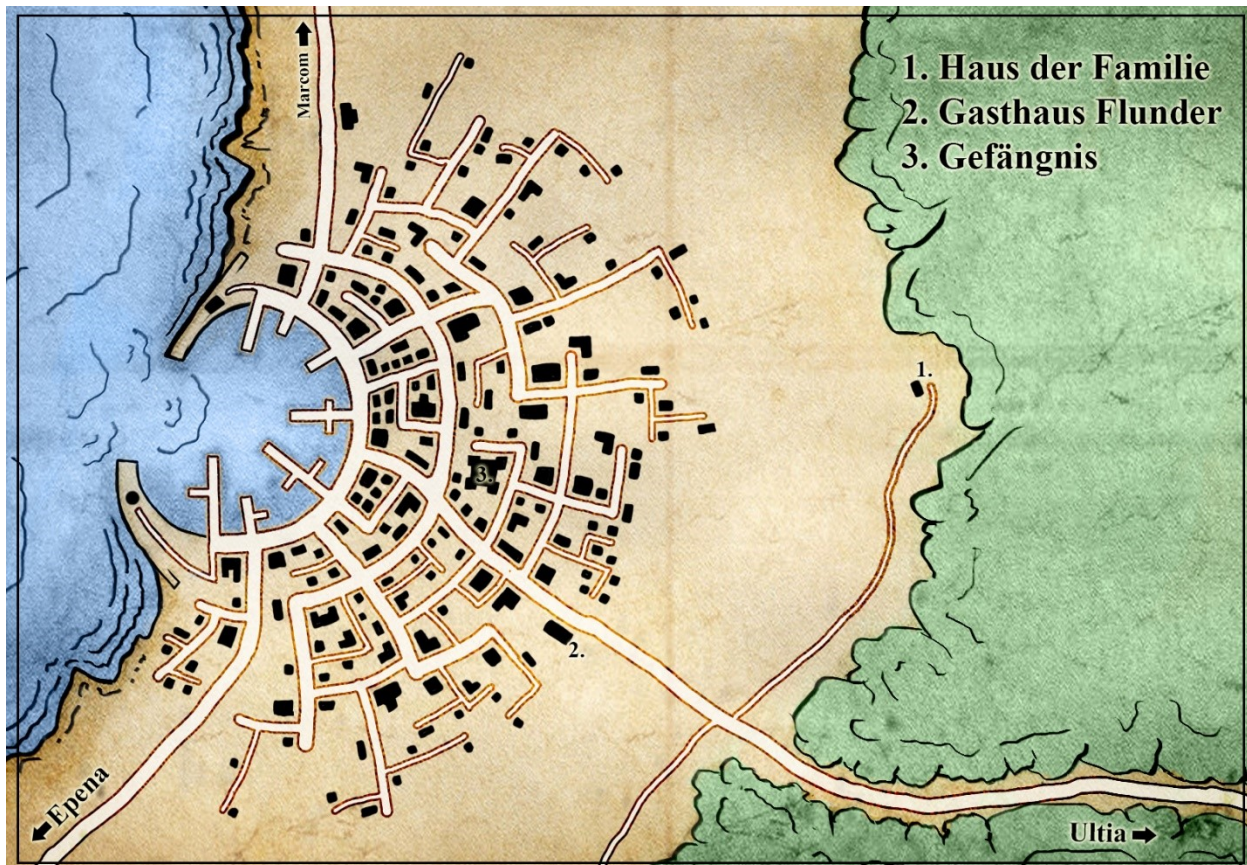 Marcom
1. Haus der Familie
2. Gasthaus Flunder
3. Gefängnis
1.
3.
2.
Epena
Ultia